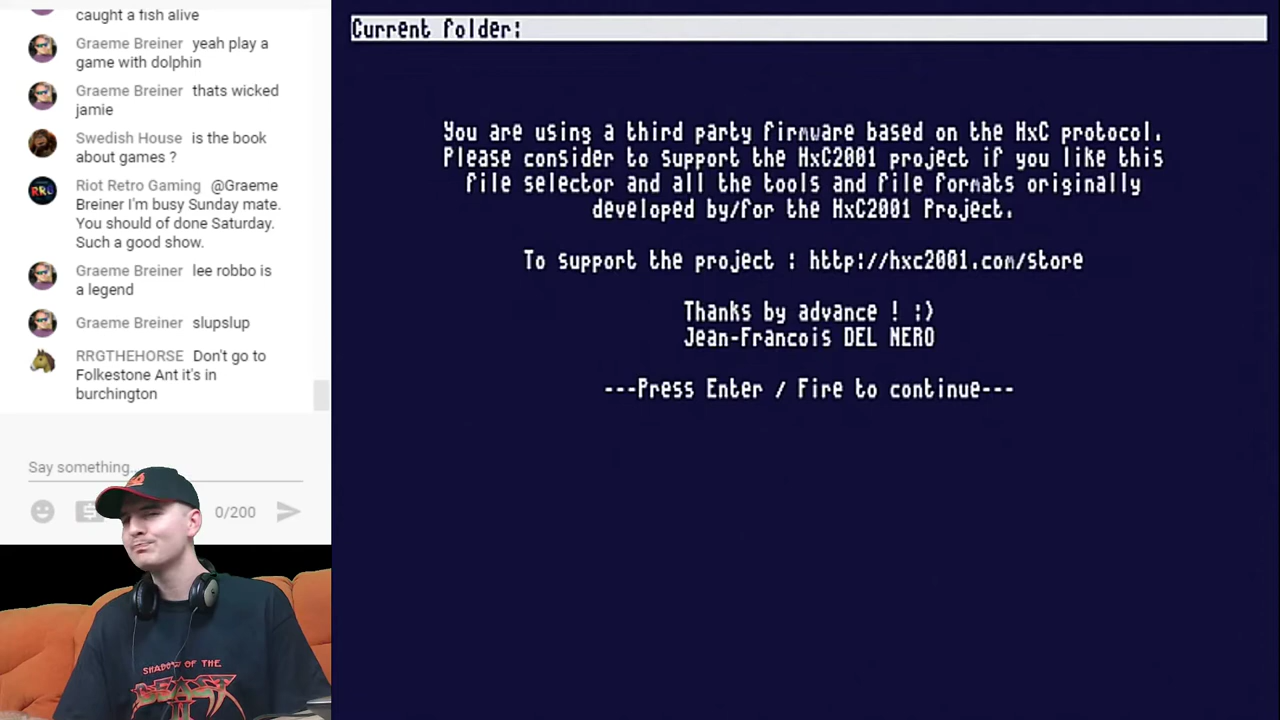 caught a fish alive
Graeme Breiner yeah play a
game with dolphin
Graeme Breiner thats wicked
jamie
Swedish House is the book
about games ?
Riot Retro Gaming @Graeme
Breiner I'm busy Sunday mate.
You should of done Saturday.
Such a good show.
Graeme Breiner lee robbo is
a legend
Graeme Breiner slupslup
RRGTHEHORSE Don't go to
Folkestone Ant it's in
burchington
Say something...
0/200
SHADOW OF THE
BEAST
II
Current folder:
You are using a third party firmware based on the HxC protocol.
Please consider to support the HxC2001 project if you like this
file selector and all the tools and file formats originally
developed by/for the HxC2001 Project.
To support the project : http://hxc2001.com/store
Thanks by advance ! :)
Jean-Francois DEL NERO
---Press Enter / Fire to continue---